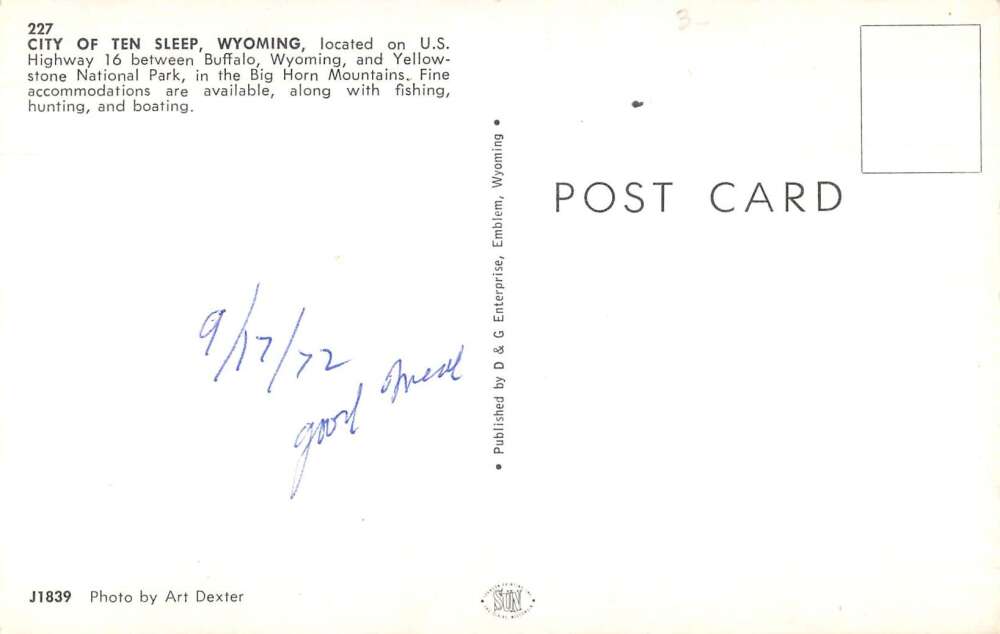 227
CITY OF TEN SLEEP, WYOMING, located on U.S.
Highway 16 between Buffalo, Wyoming, and Yellow-
stone National Park, in the Big Horn Mountains. Fine
accommodations are available, along with fishing,
hunting, and boating.
9/17/72
good meal
J1839 Photo by Art Dexter
• Published by D & G Enterprise, Emblem, Wyoming •
SUN
3-
POST CARD